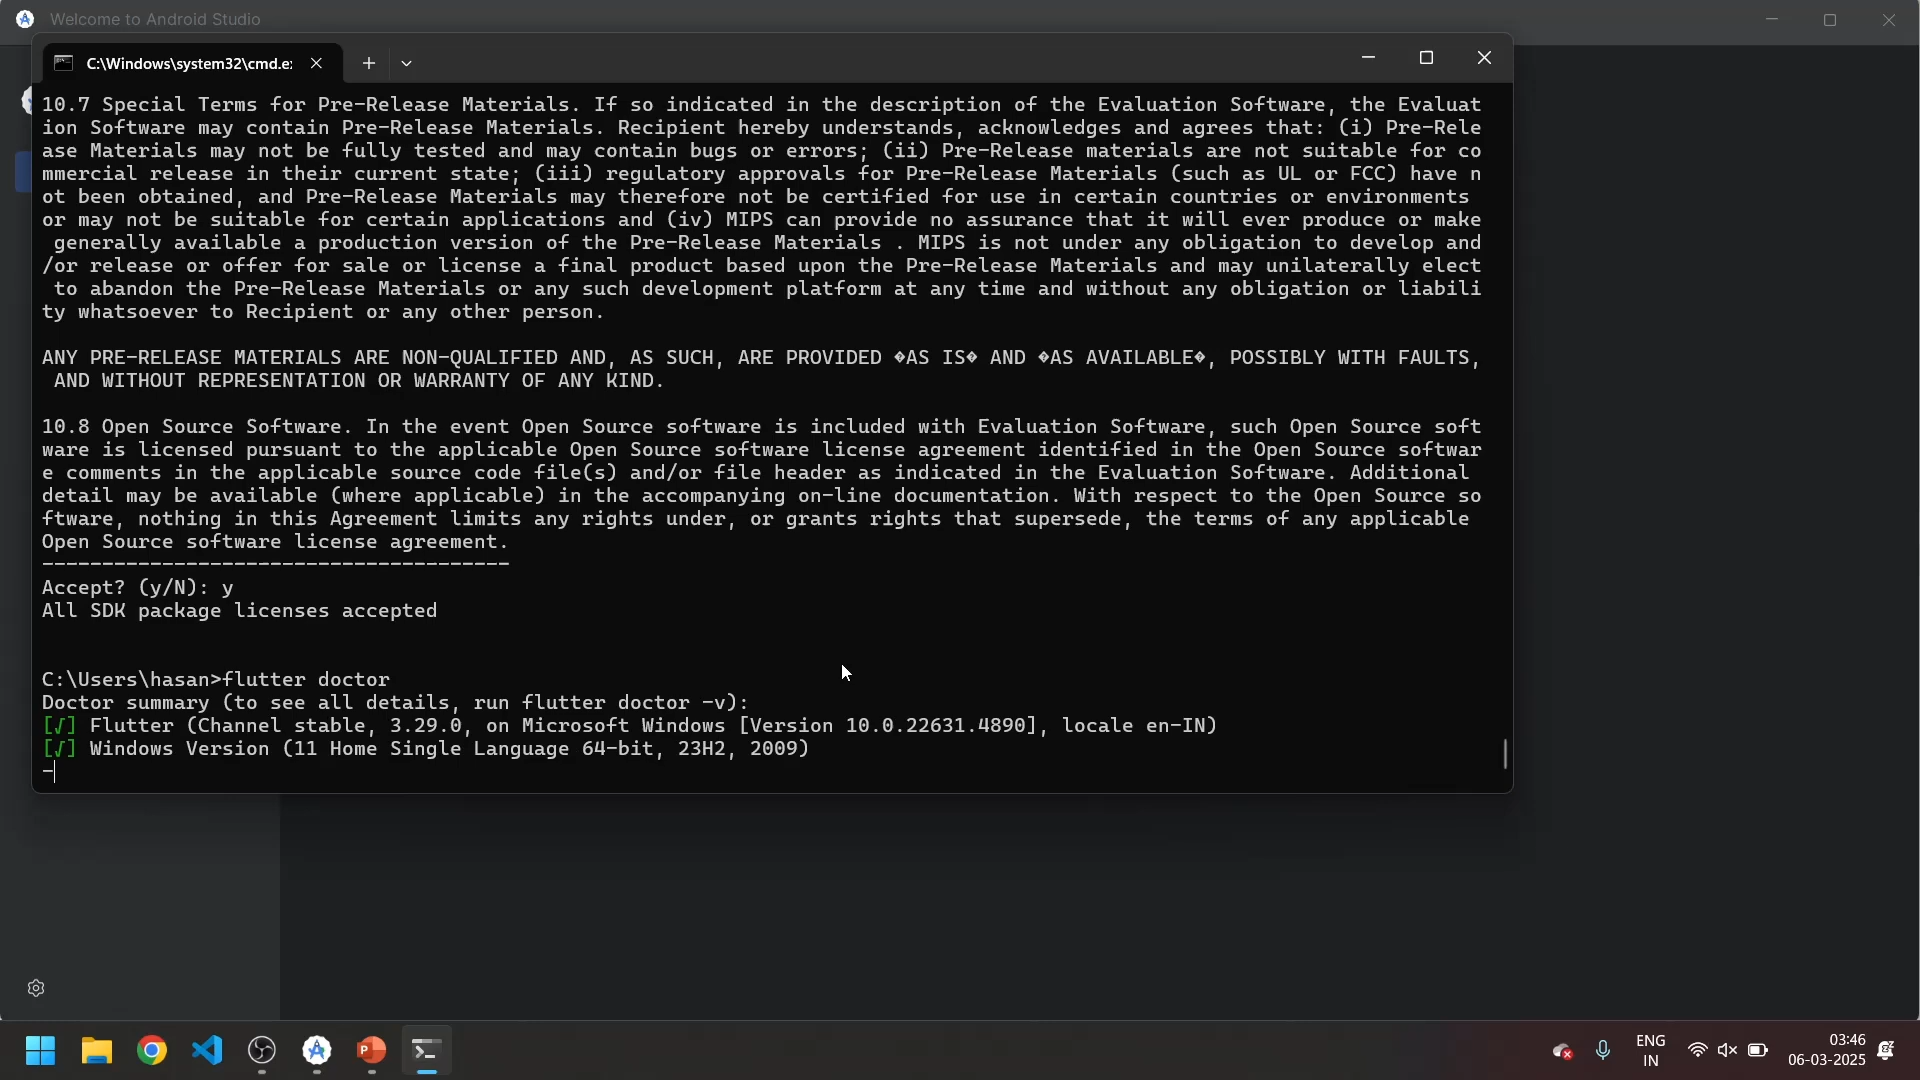 Welcome to Android Studio
C:\Windows\system32\cmd.e
10.7 Special Terms for Pre-Release Materials. If so indicated in the description of the Evaluation Software, the Evaluat
ion Software may contain Pre-Release Materials. Recipient hereby understands, acknowledges and agrees that: (i) Pre-Rele
ase Materials may not be fully tested and may contain bugs or errors; (ii) Pre-Release materials are not suitable for co
mmercial release in their current state; (iii) regulatory approvals for Pre-Release Materials (such as UL or FCC) have n
ot been obtained, and Pre-Release Materials may therefore not be certified for use in certain countries or environments
or may not be suitable for certain applications and (iv) MIPS can provide no assurance that it will ever produce or make
generally available a production version of the Pre-Release Materials . MIPS is not under any obligation to develop and
/or release or offer for sale or license a final product based upon the Pre-Release Materials and may unilaterally elect
to abandon the Pre-Release Materials or any such development platform at any time and without any obligation or liabili
ty whatsoever to Recipient or any other person.
ANY PRE-RELEASE MATERIALS ARE NON-QUALIFIED AND, AS SUCH, ARE PROVIDED �AS IS� AND �AS AVAILABLE�, POSSIBLY WITH FAULTS,
AND WITHOUT REPRESENTATION OR WARRANTY OF ANY KIND.
10.8 Open Source Software. In the event Open Source software is included with Evaluation Software, such Open Source soft
ware is licensed pursuant to the applicable Open Source software license agreement identified in the Open Source softwar
e comments in the applicable source code file(s) and/or file header as indicated in the Evaluation Software. Additional
detail may be available (where applicable) in the accompanying on-line documentation. With respect to the Open Source so
ftware, nothing in this Agreement limits any rights under, or grants rights that supersede, the terms of any applicable
Open Source software license agreement.
---------------------------------------
Accept? (y/N): y
All SDK package licenses accepted
C:\Users\hasan>flutter doctor
Doctor summary (to see all details, run flutter doctor -v):
[√] Flutter (Channel stable, 3.29.0, on Microsoft Windows [Version 10.0.22631.4890], locale en-IN)
[√] Windows Version (11 Home Single Language 64-bit, 23H2, 2009)
-
ENG
IN
03:46
06-03-2025